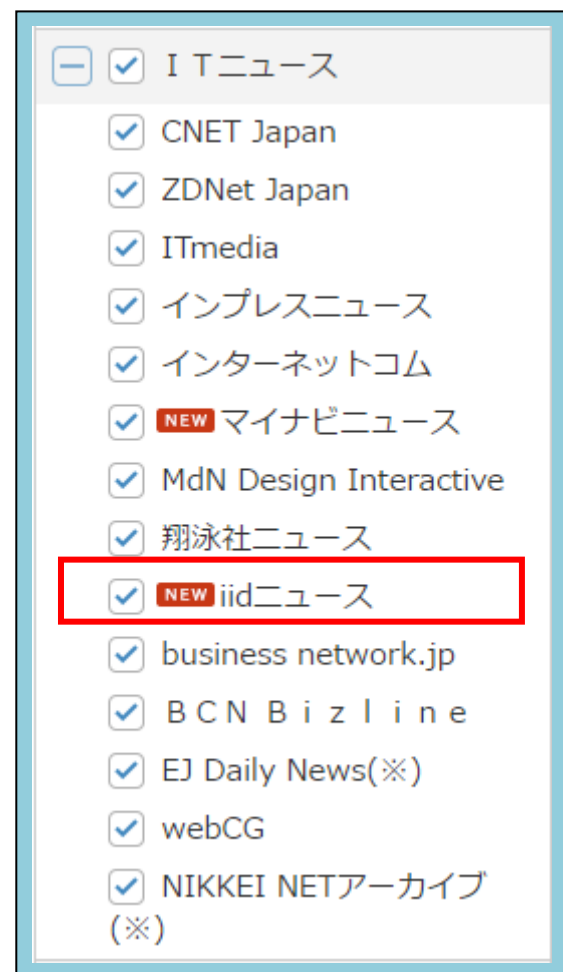 ＩＴニュース
CNET Japan
ZDNet Japan
ITmedia
インプレスニュース
インターネットコム
NEW マイナビニュース
MdN Design Interactive
翔泳社ニュース
NEW iidニュース
business network.jp
ＢＣＮ Ｂｉｚｌｉｎｅ
EJ Daily News(※)
webCG
NIKKEI NETアーカイブ
(※)